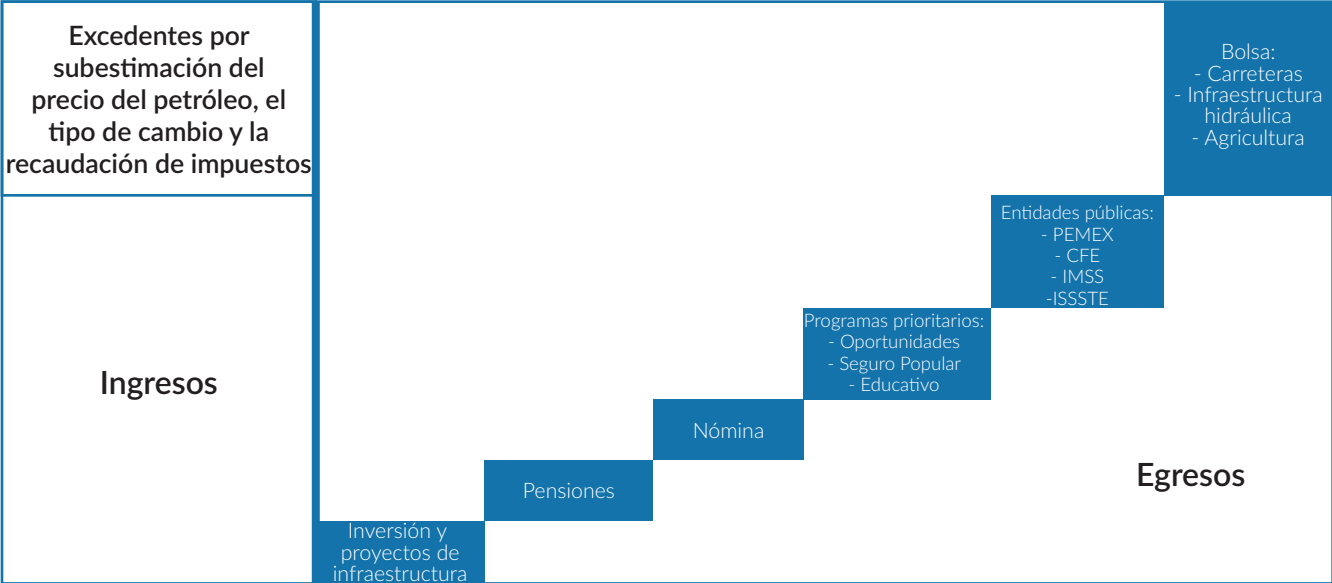 Excedentes por
subestimación del
precio del petróleo, el
tipo de cambio y la
recaudación de impuestos
Bolsa:
- Carreteras
- Infraestructura
hidráulica
- Agricultura
Entidades públicas:
- PEMEX
- CFE
- IMSS
-ISSSTE
Programas prioritarios:
- Oportunidades
- Seguro Popular
- Educativo
Ingresos
Nómina
Egresos
Pensiones
Inversión y
proyectos de
infraestructura